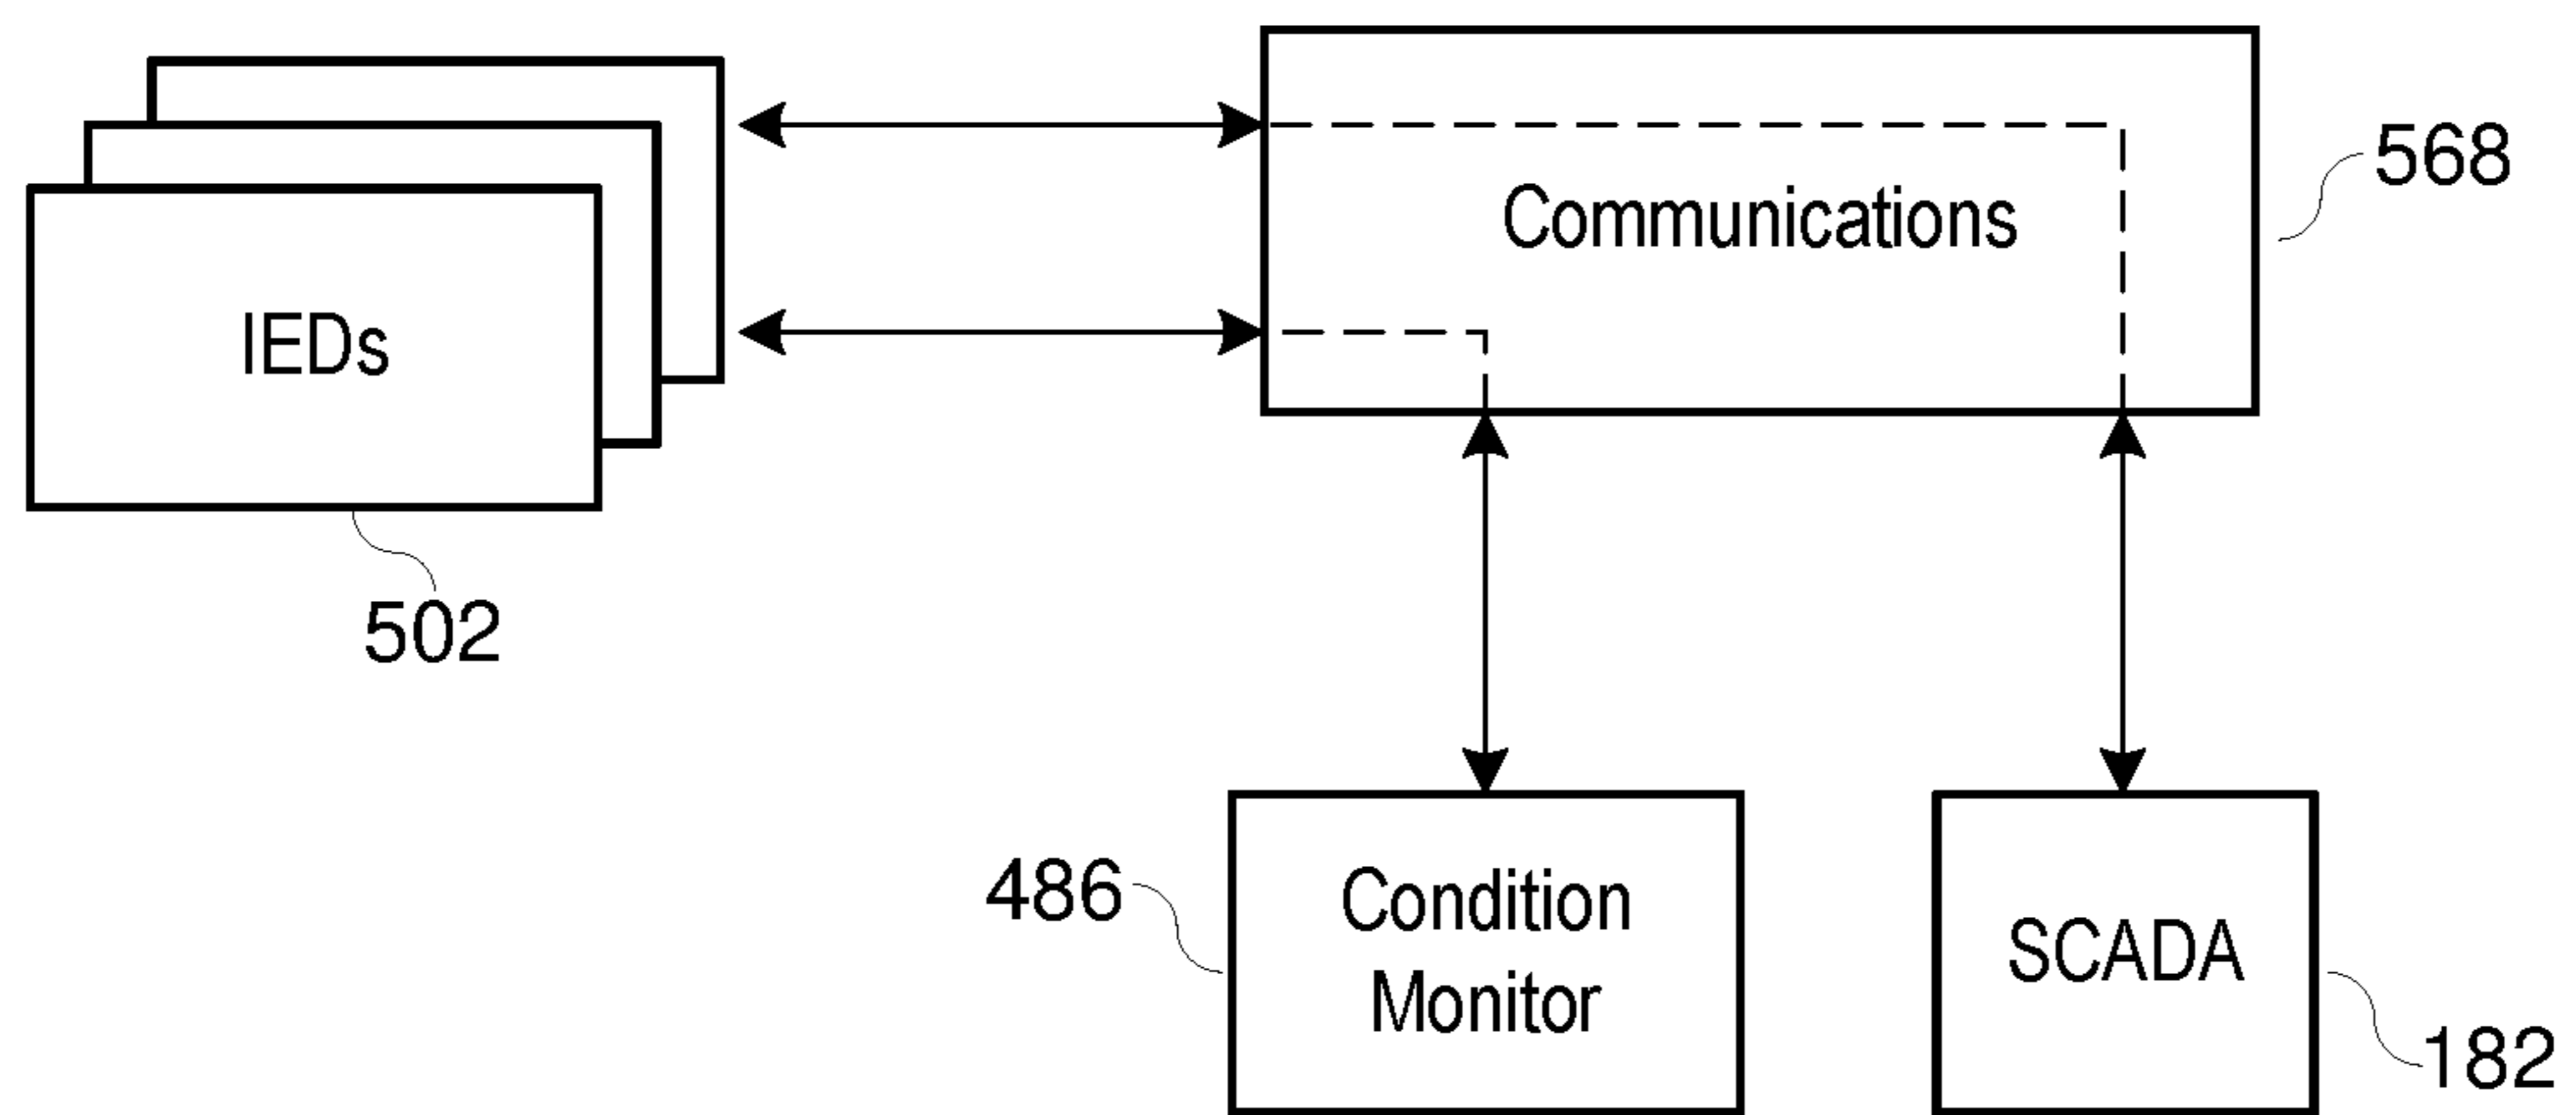 568
Communications
IEDs
502
486
Condition
Monitor
SCADA
182